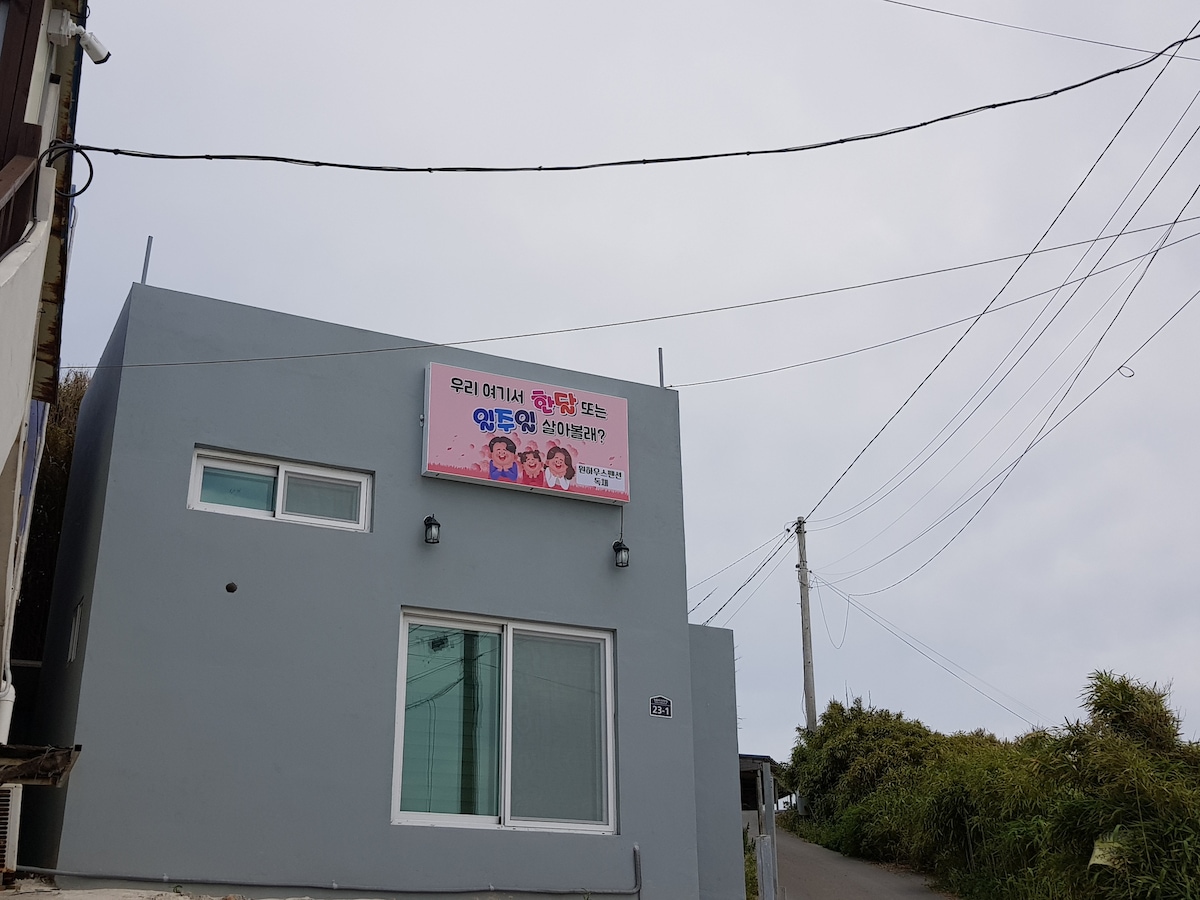 우리 여기서 한달 또는
일주일 살아볼래?
원하우스펜션
독채
23-1